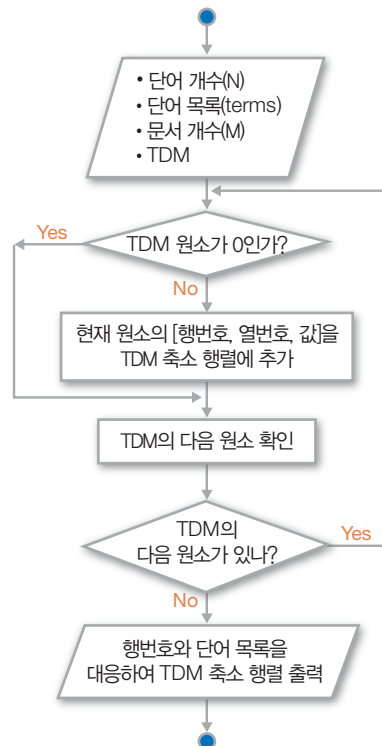 • 단어 개수(N)
• 단어 목록(terms)
• 문서 개수(M)
• TDM
Yes
TDM 원소가 0인가?
No
현재 원소의 [행번호, 열번호, 값]을
TDM 축소 행렬에 추가
TDM의 다음 원소 확인
TDM의
다음 원소가 있나?
Yes
No
행번호와 단어 목록을
대응하여 TDM 축소 행렬 출력